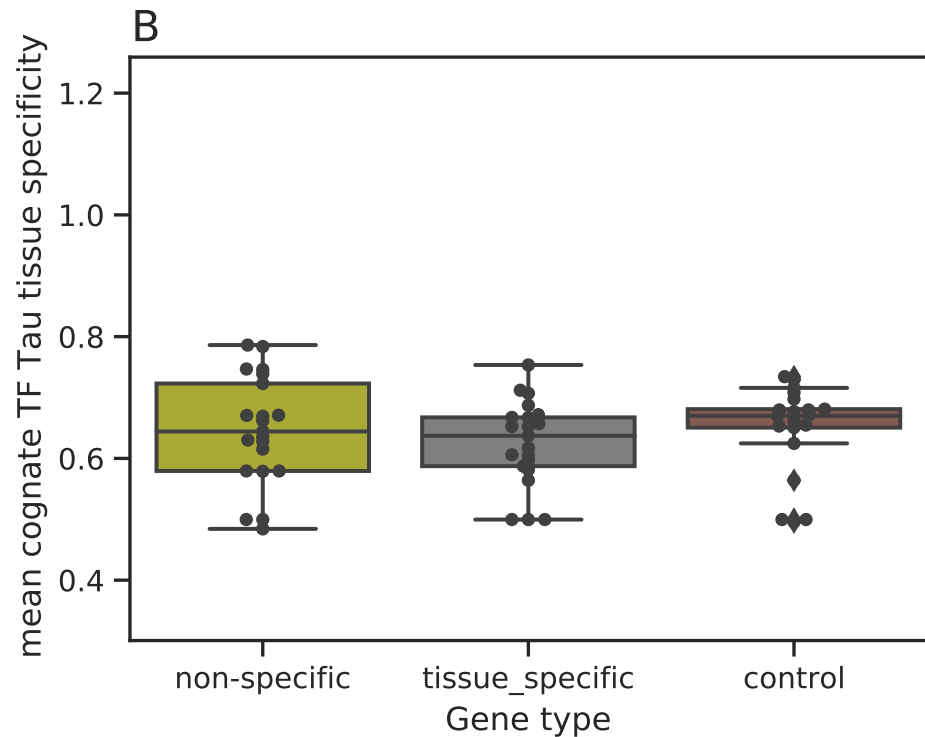 B
mean cognate TF Tau tissue specificity
1.2
1.0
0.8
0.6
0.4
non-specific
tissue_specific
control
Gene type